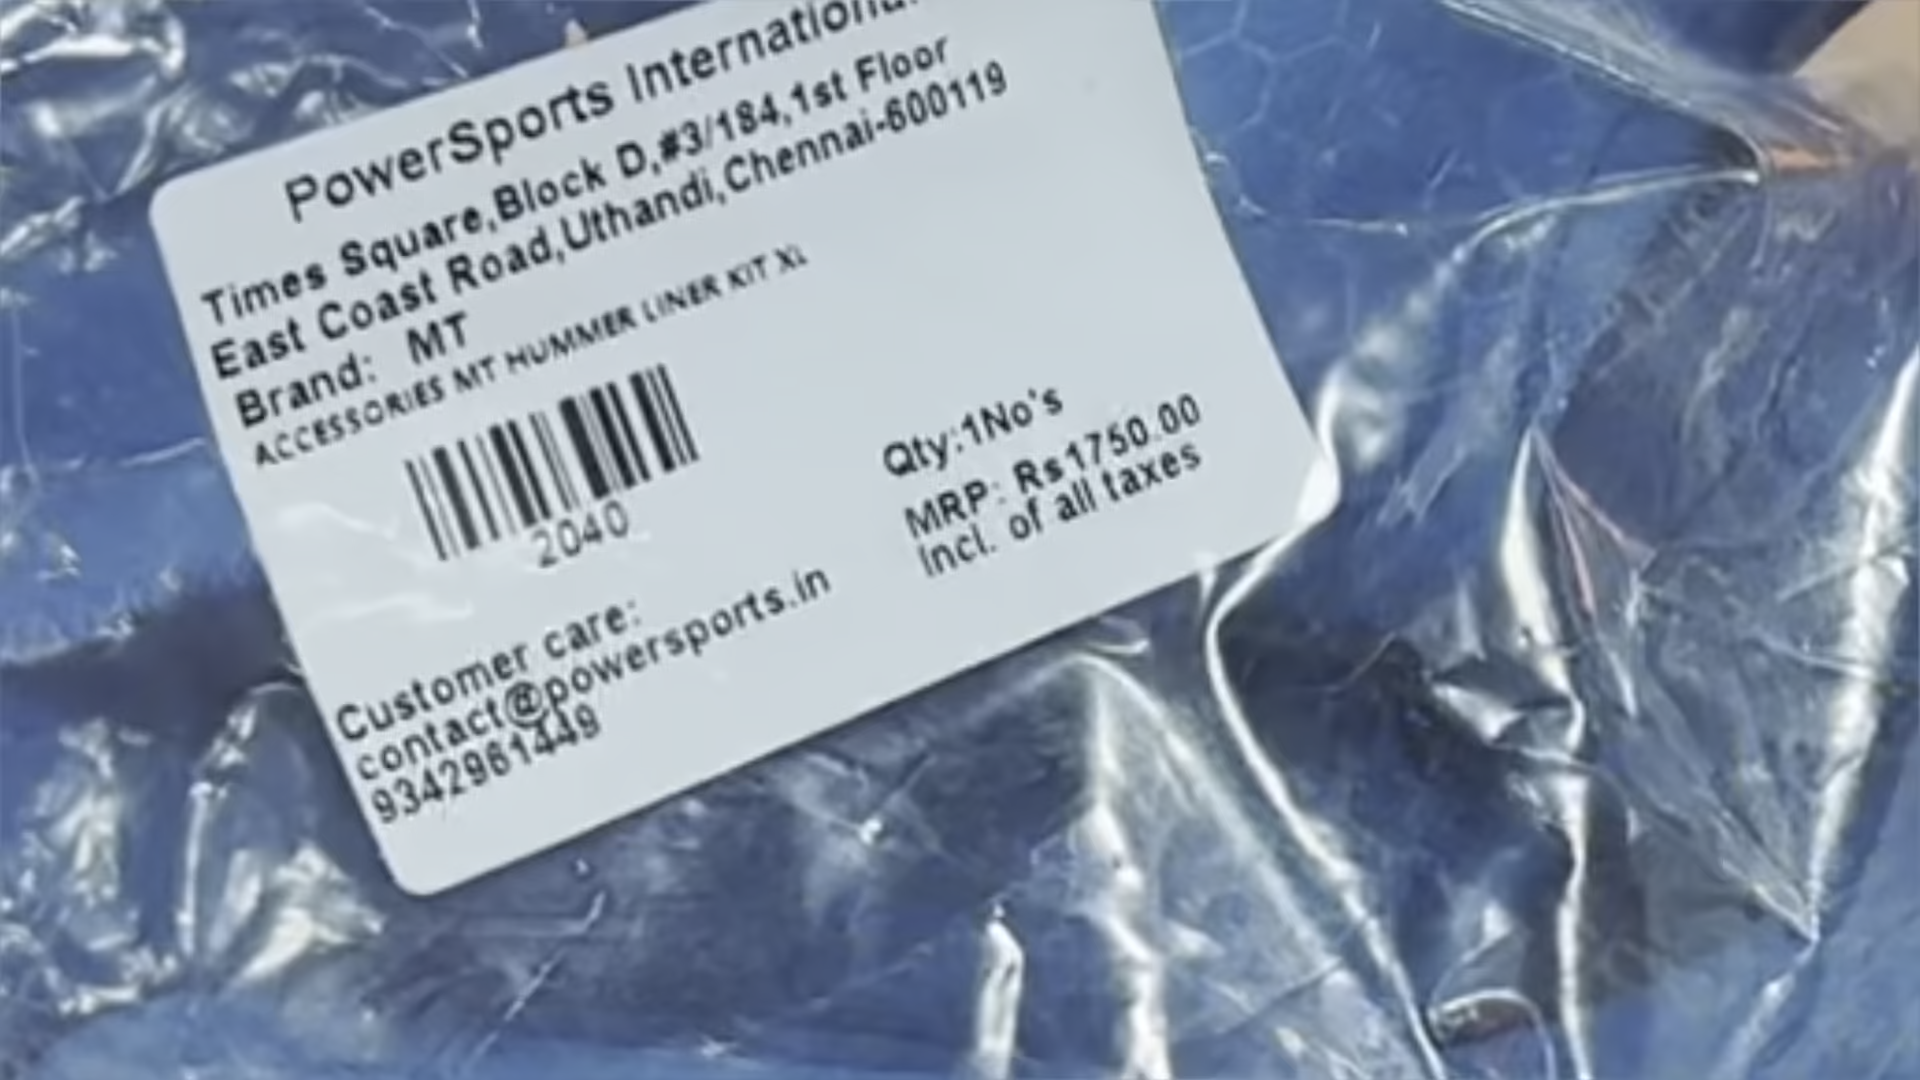 PowerSports International
Times Square,Block D,#3/184,1st Floor
East Coast Road,Uthandi,Chennai-600119
Brand: MT
ACCESSORIES MT HUMMER LINER KIT XL
2040
Qty:1No's
MRP: Rs1750.00
Incl. of all taxes
Customer care:
contact@powersports.in
9342961449